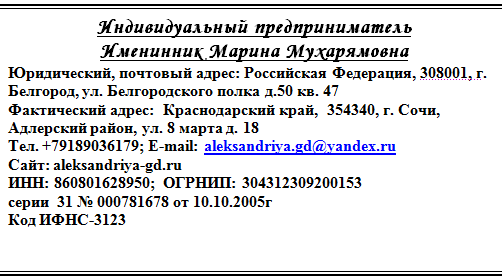 Индивидуальный предприниматель
Именинник Марина Мухарямовна
Юридический, почтовый адрес: Российская Федерация, 308001, г.
Белгород, ул. Белгородского полка д.50 кв. 47
Фактический адрес: Краснодарский край, 354340, г. Сочи,
Адлерский район, ул. 8 марта д. 18
Тел. +79189036179; E-mail: aleksandriya.gd@yandex.ru
Сайт: aleksandriya-gd.ru
ИНН: 860801628950; ОГРНИП: 304312309200153
серии 31 № 000781678 от 10.10.2005г
Код ИФНС-3123